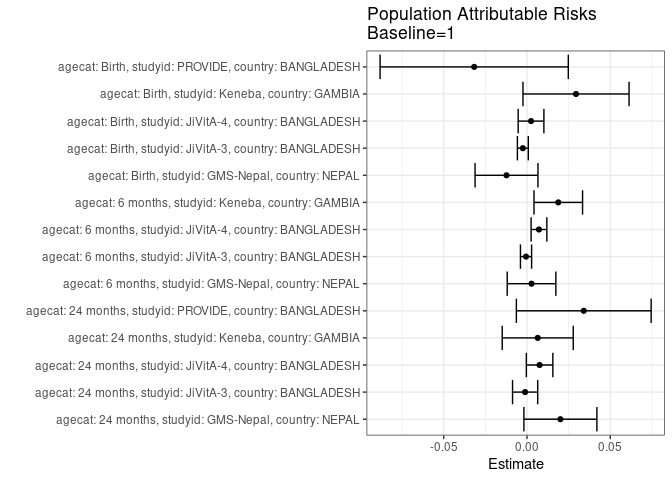 Population Attributable Risks
Baseline=1
agecat: Birth, studyid: PROVIDE, country: BANGLADESH
agecat: Birth, studyid: Keneba, country: GAMBIA
agecat: Birth, studyid: JiVitA-4, country: BANGLADESH
agecat: Birth, studyid: JiVitA-3, country: BANGLADESH
agecat: Birth, studyid: GMS-Nepal, country: NEPAL
agecat: 6 months, studyid: Keneba, country: GAMBIA
agecat: 6 months, studyid: JiVitA-4, country: BANGLADESH
agecat: 6 months, studyid: JiVitA-3, country: BANGLADESH
agecat: 6 months, studyid: GMS-Nepal, country: NEPAL
agecat: 24 months, studyid: PROVIDE, country: BANGLADESH
agecat: 24 months, studyid: Keneba, country: GAMBIA
agecat: 24 months, studyid: JiVitA-4, country: BANGLADESH
agecat: 24 months, studyid: JiVitA-3, country: BANGLADESH
agecat: 24 months, studyid: GMS-Nepal, country: NEPAL
-0.05 0.00 0.05
Estimate